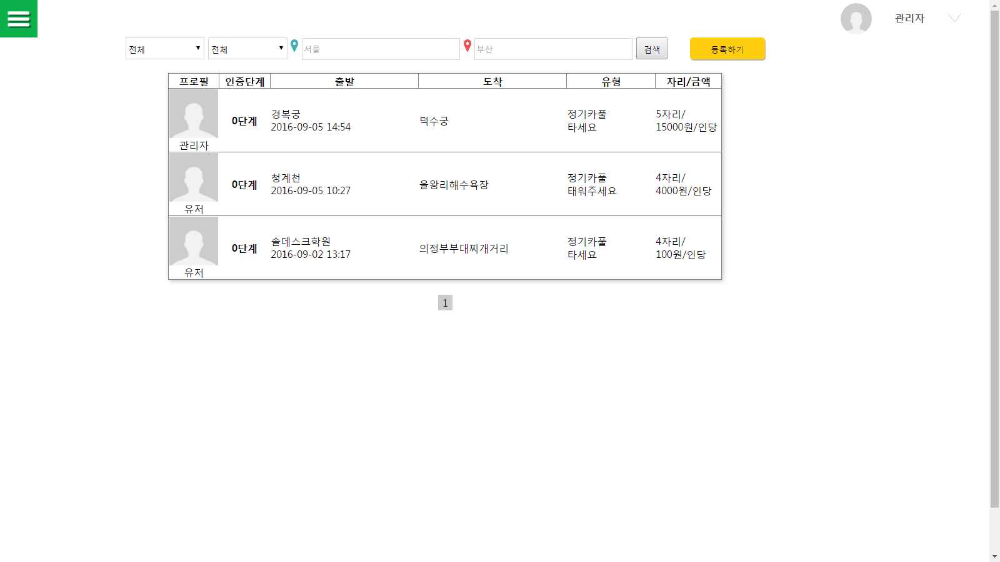 관리자
전체 전체 서울 부산 검색 등록하기
프로필 인증단계 출발 도착 유형 자리/금액
0단계 경복궁 2016-09-05 14:54 덕수궁 정기카풀 타세요 5자리/ 15000원/인당
관리자
0단계 청계천 2016-09-05 10:27 을왕리해수욕장 정기카풀 태워주세요 4자리/ 4000원/인당
유저
0단계 솔데스크학원 2016-09-02 13:17 의정부부대찌개거리 정기카풀 타세요 4자리/ 100원/인당
유저
1